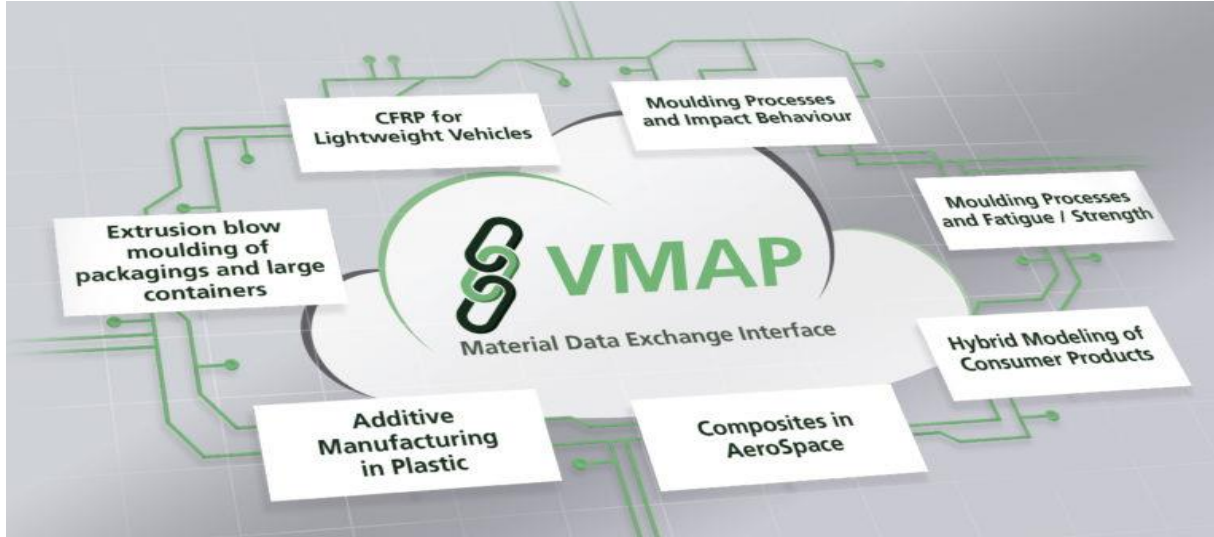 CFRP for
Lightweight Vehicles
Moulding Processes
and Impact Behaviour
Extrusion blow
moulding of
packagings and large
containers
Moulding Processes
and Fatigue / Strength
VMAP
Material Data Exchange Interface
Hybrid Modeling of
Consumer Products
Additive
Manufacturing
in Plastic
Composites in
AeroSpace